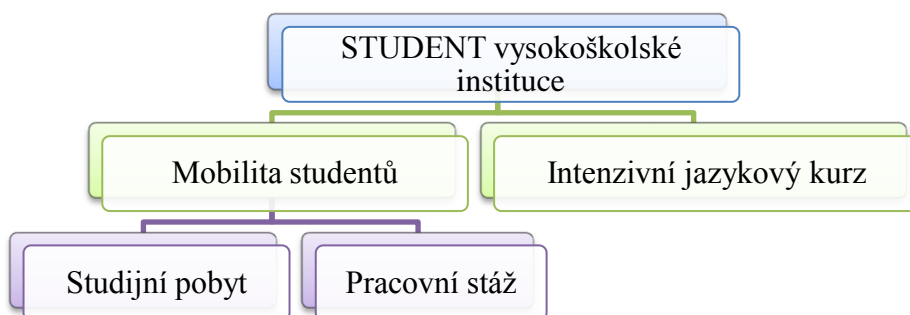 STUDENT vysokoškolské
instituce
Mobilita studentů
Intenzivní jazykový kurz
Studijní pobyt
Pracovní stáž